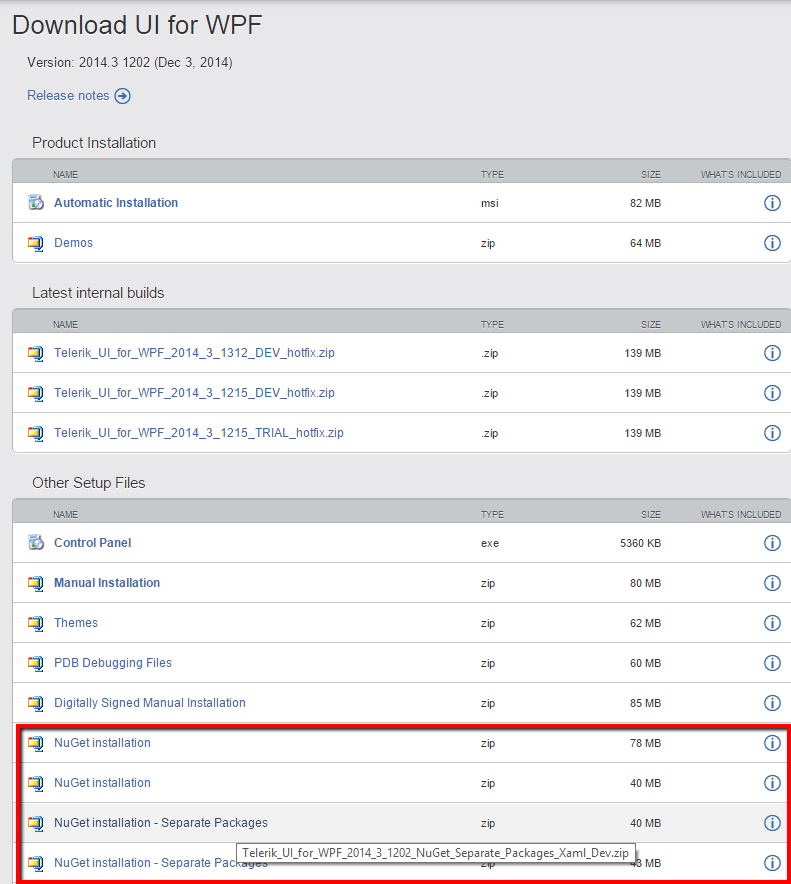 Download UI for WPF
Version: 2014.3 1202 (Dec 3, 2014)
Release notes
Product Installation
NAME TYPE SIZE WHAT'S INCLUDED
Automatic Installation msi 82 MB
Demos zip 64 MB
Latest internal builds
NAME TYPE SIZE WHAT'S INCLUDED
Telerik_UI_for_WPF_2014_3_1312_DEV_hotfix.zip .zip 139 MB
Telerik_UI_for_WPF_2014_3_1215_DEV_hotfix.zip .zip 139 MB
Telerik_UI_for_WPF_2014_3_1215_TRIAL_hotfix.zip .zip 139 MB
Other Setup Files
NAME TYPE SIZE WHAT'S INCLUDED
Control Panel exe 5360 KB
Manual Installation zip 80 MB
Themes zip 62 MB
PDB Debugging Files zip 60 MB
Digitally Signed Manual Installation zip 85 MB
NuGet installation zip 78 MB
NuGet installation zip 40 MB
NuGet installation - Separate Packages zip 40 MB
Telerik_UI_for_WPF_2014_3_1202_NuGet_Separate_Packages_Xaml_Dev.zip
NuGet installation - Separate Packages zip MB